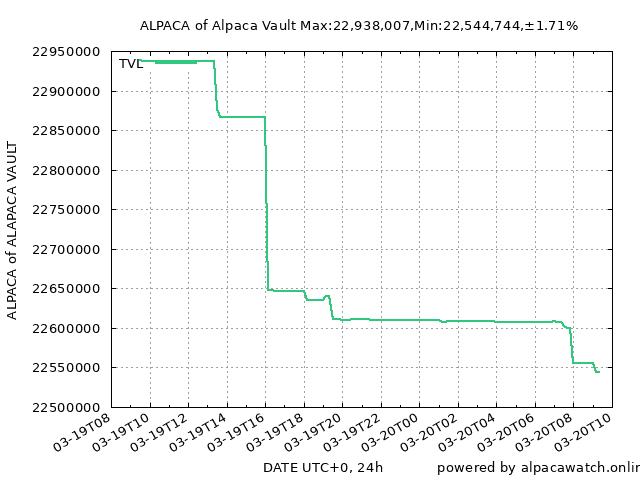 ALPACA of Alpaca Vault Max:22,938,007,Min:22,544,744,±1.71%
TVL
22950000
22900000
22850000
22800000
22750000
22700000
22650000
22600000
22550000
22500000
ALPACA of ALAPACA VAULT
03-19T08
03-19T10
03-19T12
03-19T14
03-19T16
03-19T18
03-19T20
03-19T22
03-20T00
03-20T02
03-20T04
03-20T06
03-20T08
03-20T10
DATE UTC+0, 24h
powered by alpacawatch.onlin